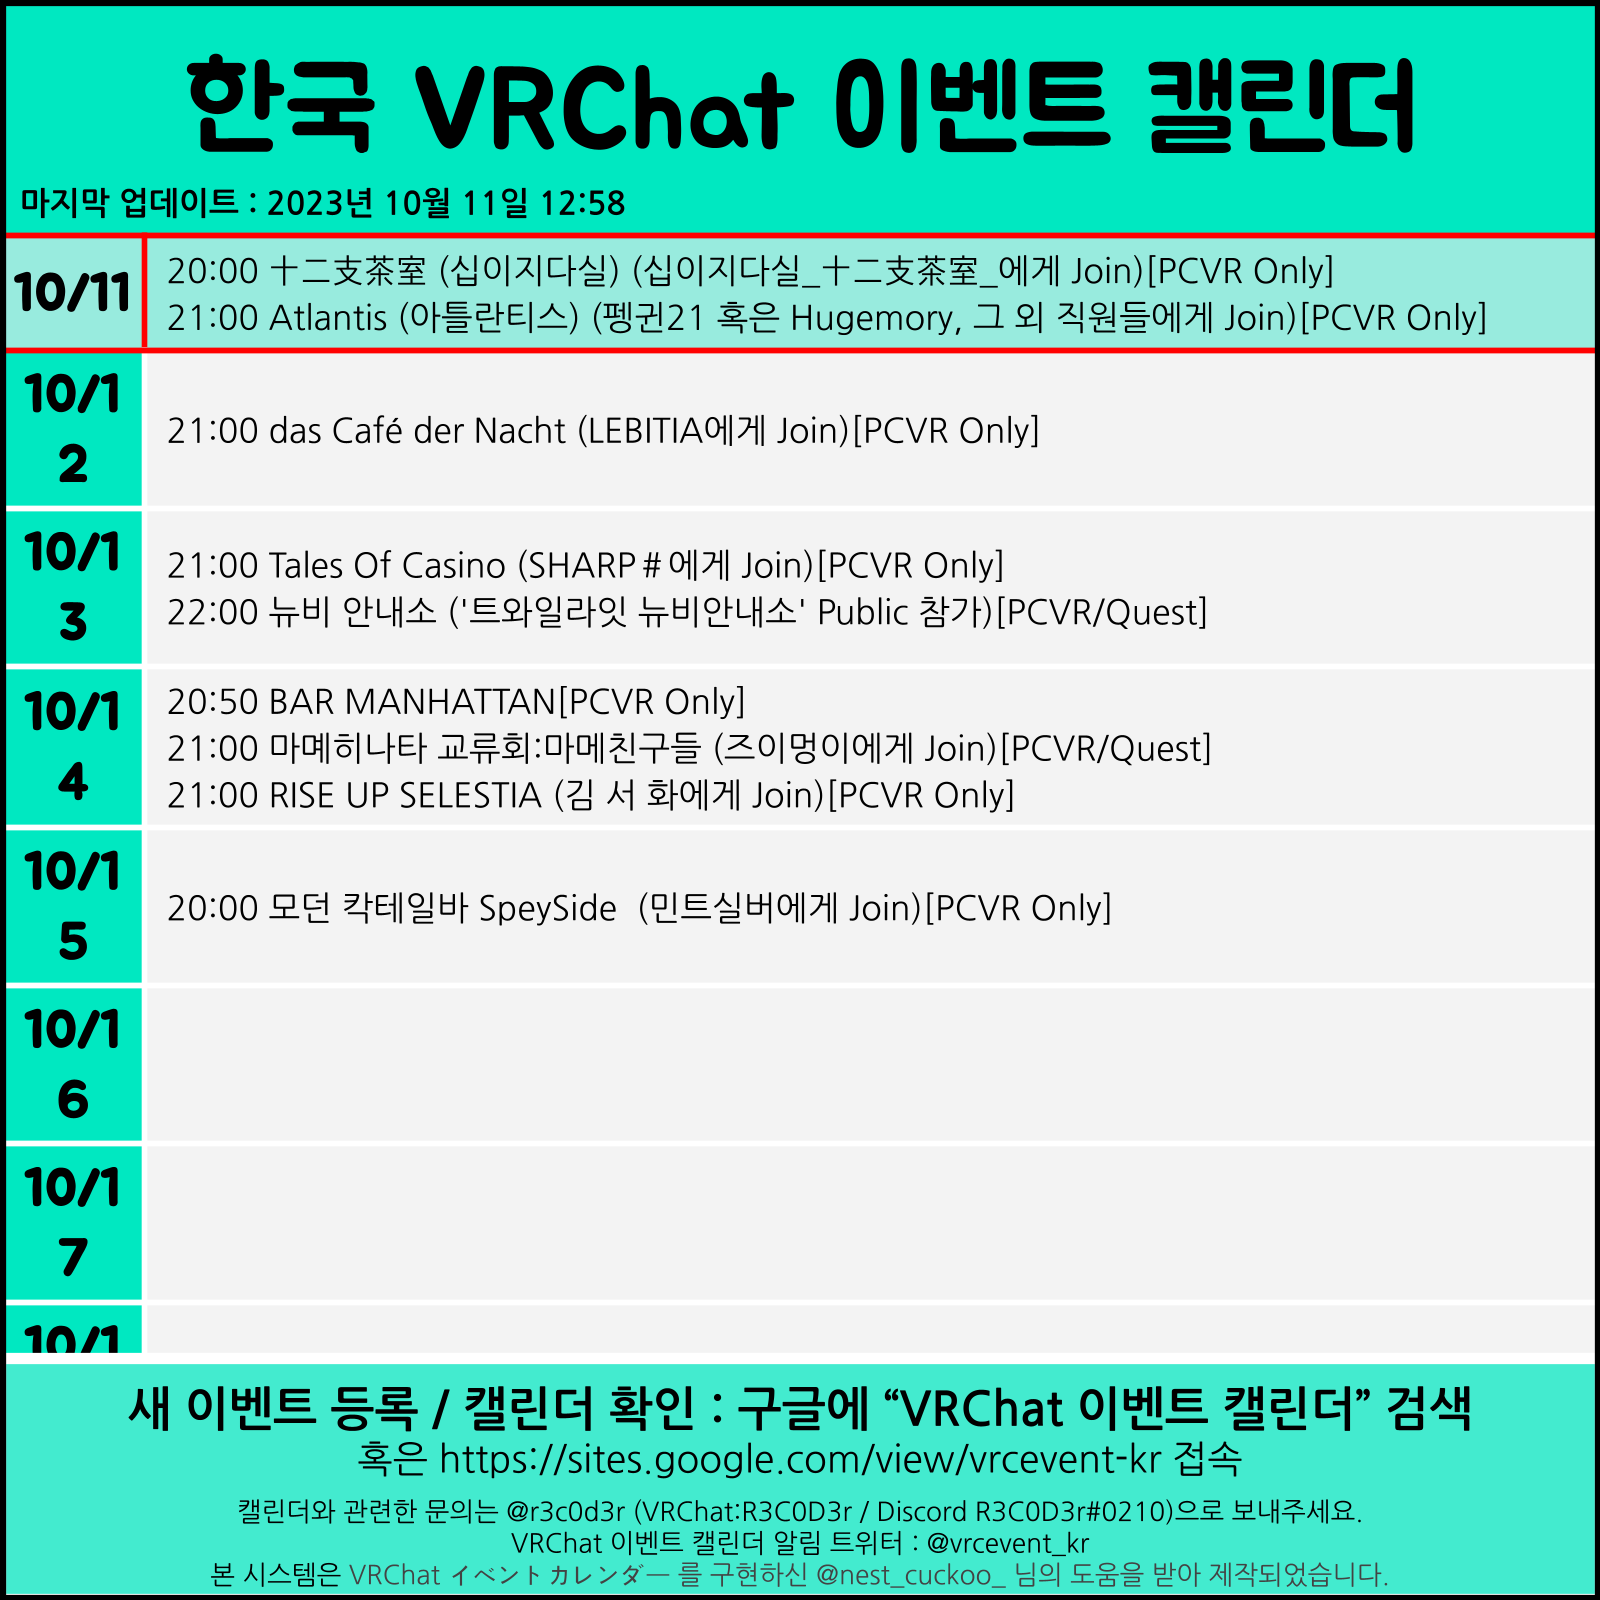 한국 VRChat 이벤트 캘린더
마지막 업데이트 : 2023년 10월 11일 12:58
10/11
20:00 十二支茶室 (십이지다실) (십이지다실_十二支茶室_에게 Join)[PCVR Only]
21:00 Atlantis (아틀란티스) (펭귄21 혹은 Hugemory, 그 외 직원들에게 Join)[PCVR Only]
10/1
2
21:00 das Café der Nacht (LEBITIA에게 Join)[PCVR Only]
10/1
3
21:00 Tales Of Casino (SHARP＃에게 Join)[PCVR Only]
22:00 뉴비 안내소 ('트와일라잇 뉴비안내소' Public 참가)[PCVR/Quest]
10/1
4
20:50 BAR MANHATTAN[PCVR Only]
21:00 마몌히나타 교류회:마메친구들 (즈이멍이에게 Join)[PCVR/Quest]
21:00 RISE UP SELESTIA (김 서 화에게 Join)[PCVR Only]
10/1
5
20:00 모던 칵테일바 SpeySide  (민트실버에게 Join)[PCVR Only]
10/1
6
10/1
7
10/1
새 이벤트 등록 / 캘린더 확인 : 구글에 “VRChat 이벤트 캘린더” 검색
혹은 https://sites.google.com/view/vrcevent-kr 접속
캘린더와 관련한 문의는 @r3c0d3r (VRChat:R3C0D3r / Discord R3C0D3r#0210)으로 보내주세요.
VRChat 이벤트 캘린더 알림 트위터 : @vrcevent_kr
본 시스템은 VRChat イベントカレンダー 를 구현하신 @nest_cuckoo_ 님의 도움을 받아 제작되었습니다.